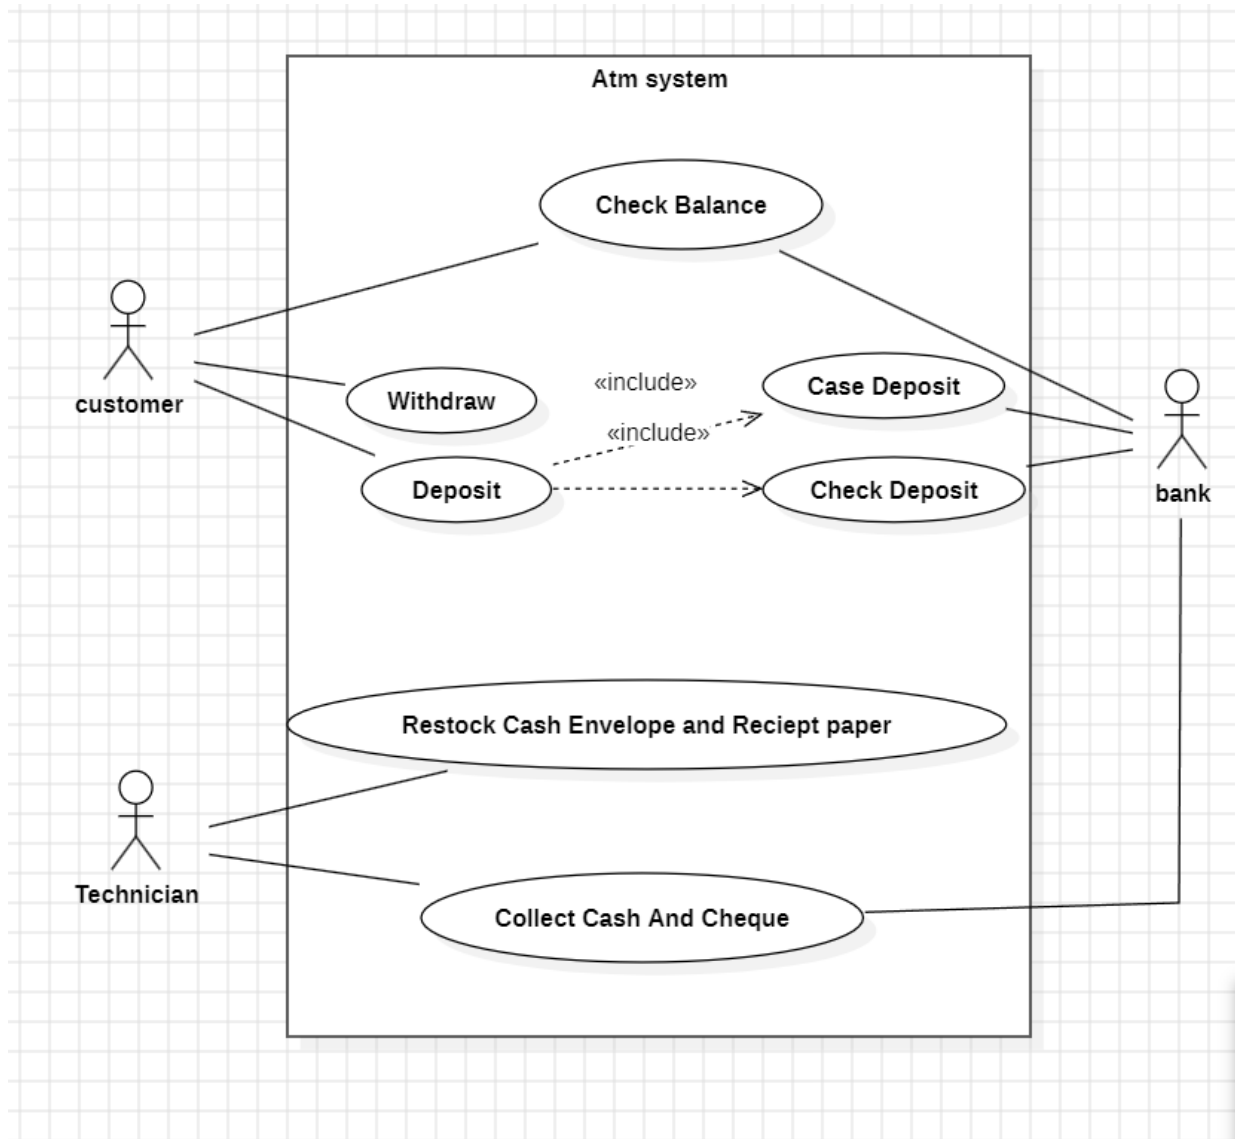 Atm system
Check Balance
customer
Withdraw
«include»
Case Deposit
«include»
Deposit
Check Deposit
bank
Restock Cash Envelope and Reciept paper
Technician
Collect Cash And Cheque